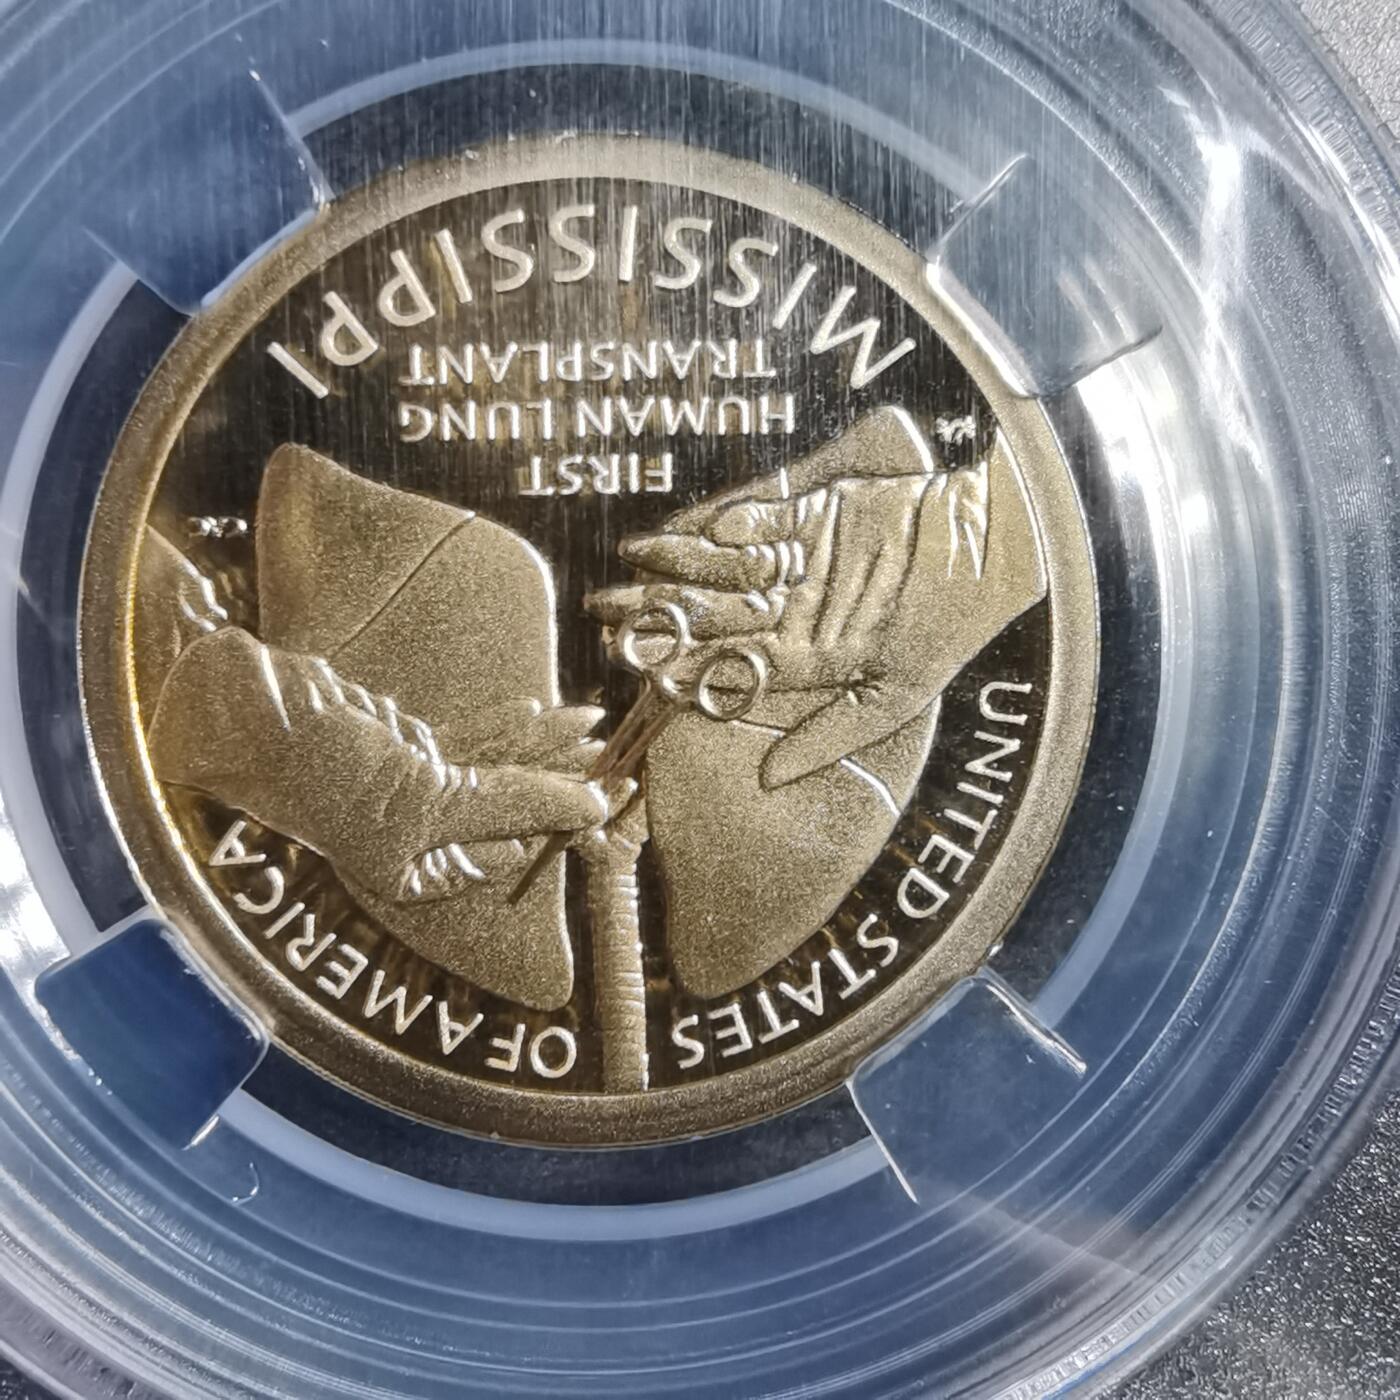 UNITED STATES
OF AMERICA
FIRST
HUMAN LUNG
TRANSPLANT
MISSISSIPPI